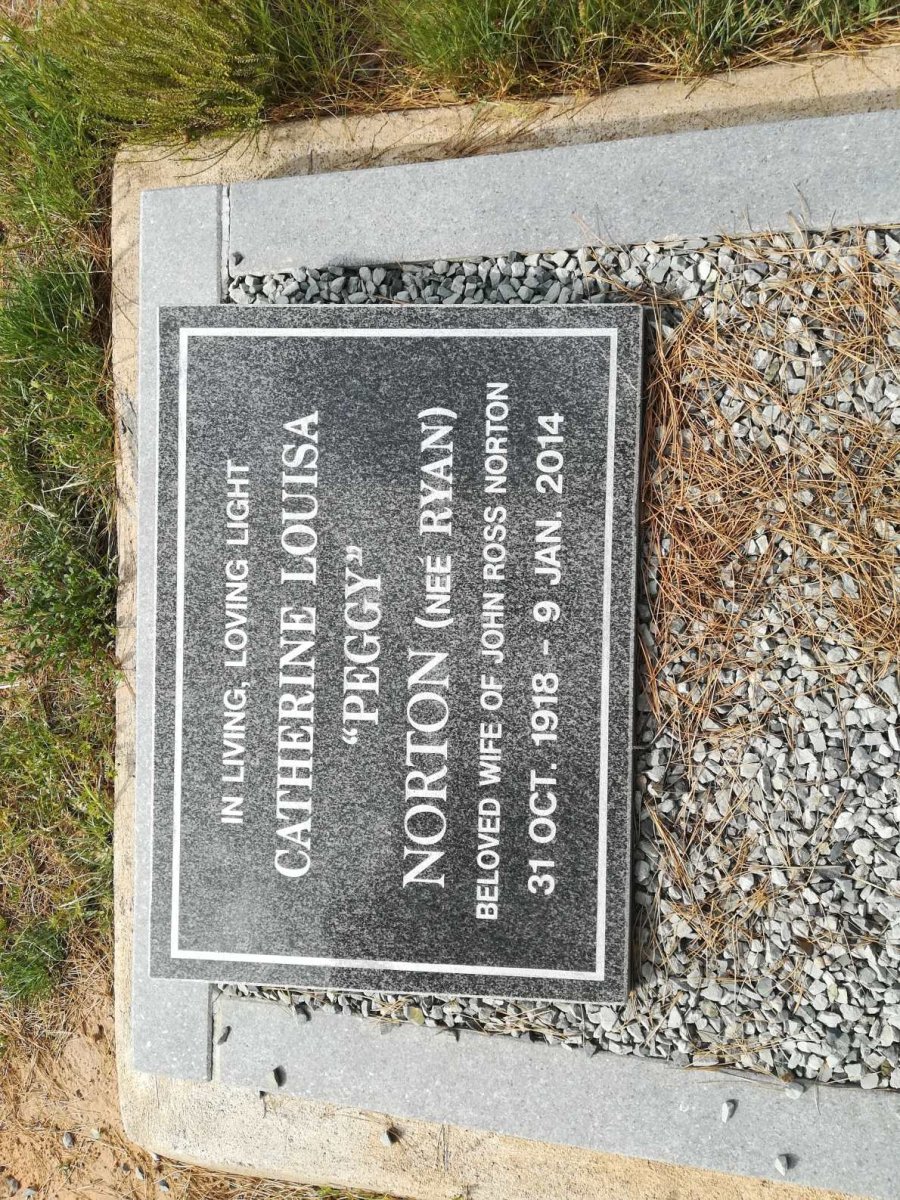 IN LIVING, LOVING LIGHT
CATHERINE LOUISA
“PEGGY”
NORTON (NEÉ RYAN)
BELOVED WIFE OF JOHN ROSS NORTON
31 OCT. 1918 - 9 JAN. 2014